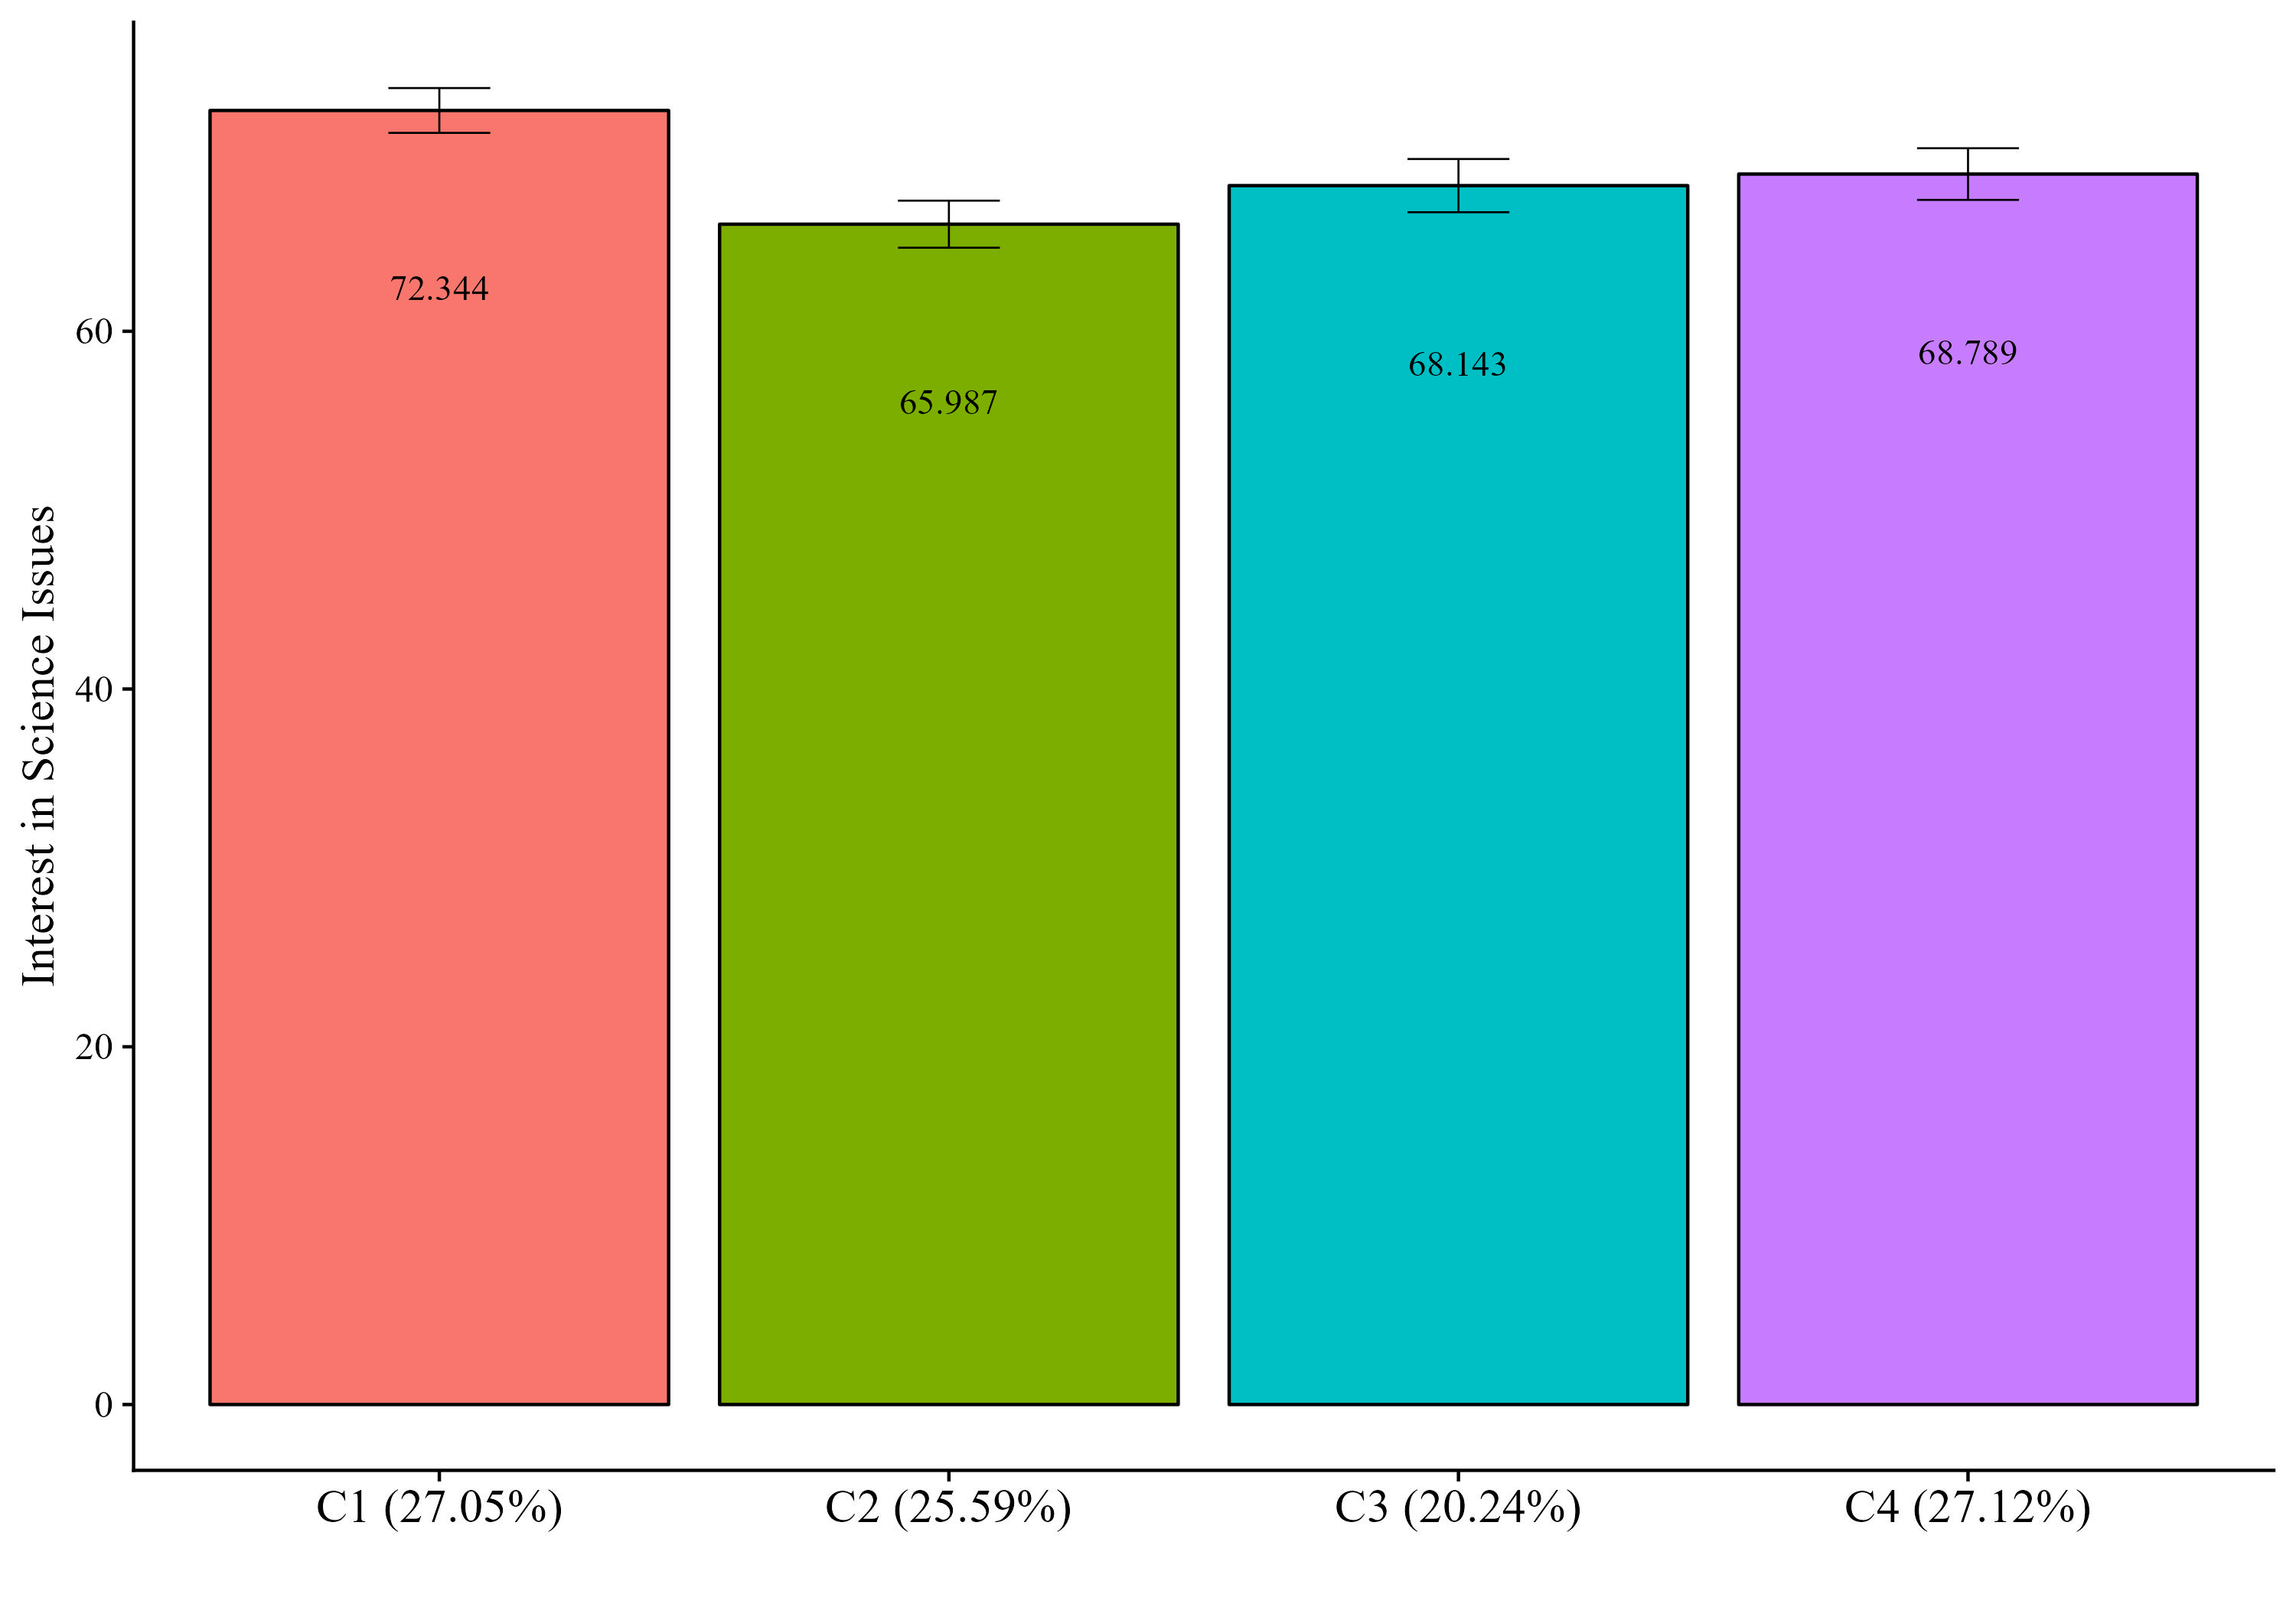 Interest in Science Issues
60
40
20
0
72.344
65.987
68.143
68.789
C1 (27.05%)
C2 (25.59%)
C3 (20.24%)
C4 (27.12%)